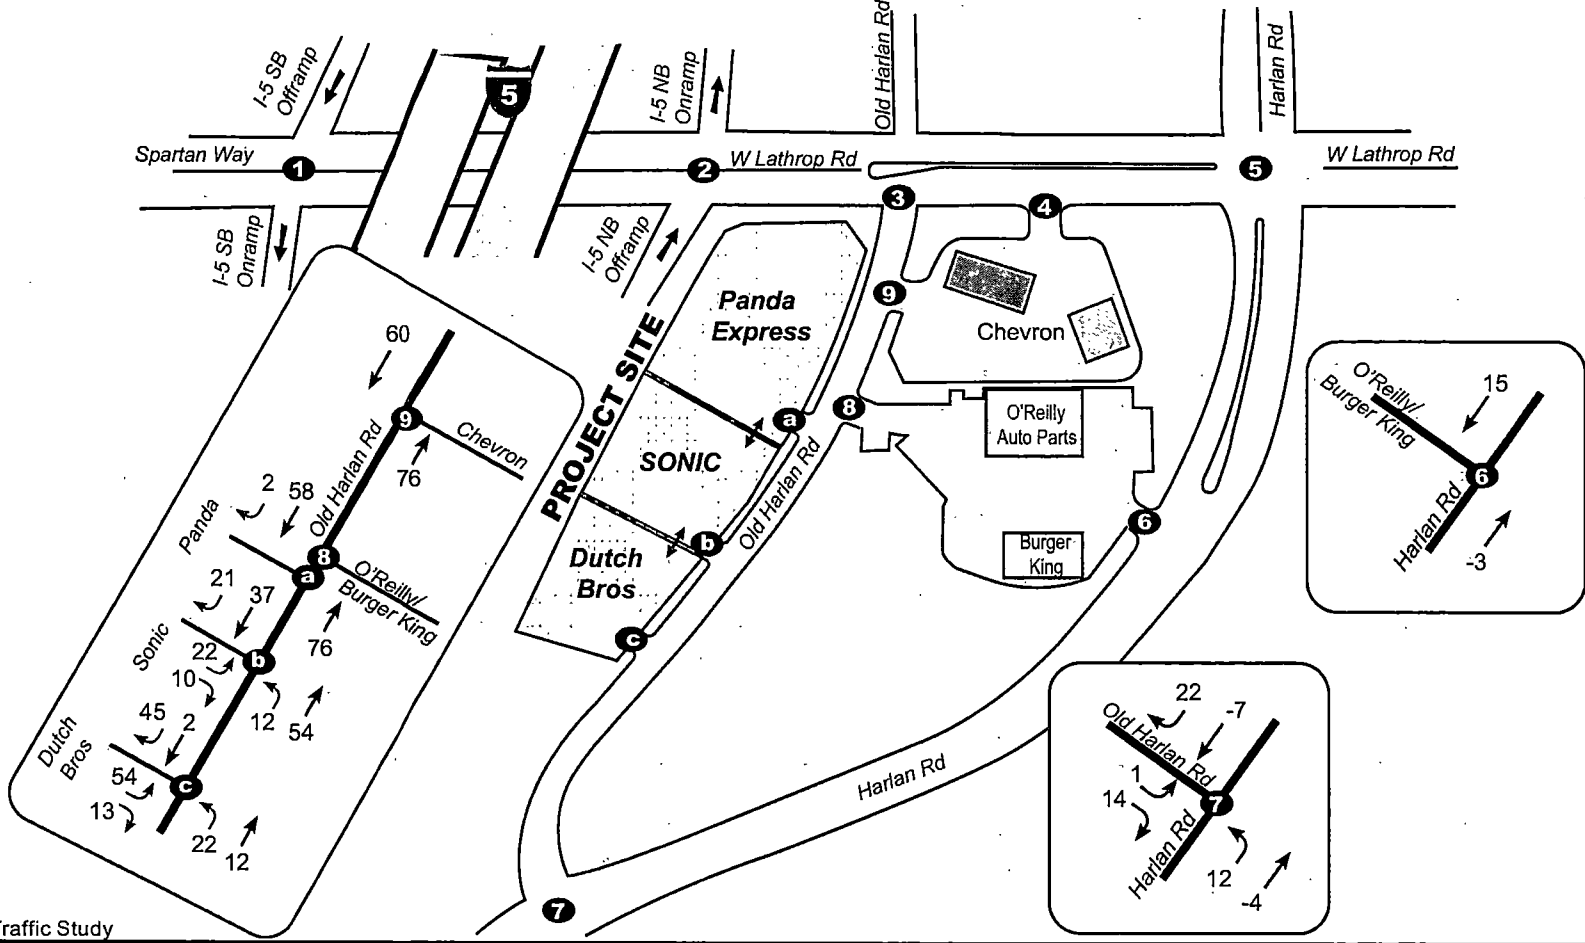 I-5 SB
Offramp
5
I-5 NB
Onramp
Old Harlan Rd
Harlan Rd
Spartan Way
1
2
W Lathrop Rd
5
W Lathrop Rd
3
4
I-5 SB
Onramp
I-5 NB
Offramp
PROJECT SITE
Panda
Express
9
Chevron
a
8
O'Reilly
Auto Parts
SONIC
Old Harlan Rd
b
6
Burger
King
Dutch
Bros
c
Harlan Rd
7
60
9
Chevron
76
Old Harlan Rd
2
58
Panda
8
a
O'Reilly/
Burger King
21
37
76
Sonic
22
b
10
12
54
45
2
Dutch
Bros
54
c
13
22
12
O'Reilly/
Burger King
15
6
Harlan Rd
-3
22
-7
Old Harlan Rd
1
14
7
Harlan Rd
12
-4
raffic Study